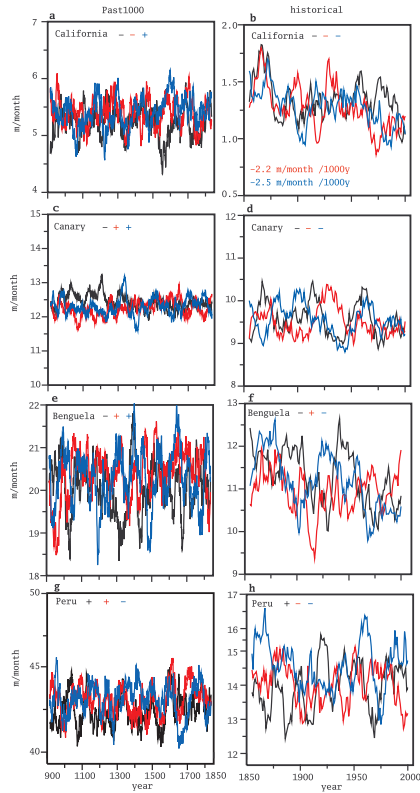 Past1000 historical
a b
7 2.0
California − − + California − − −
6 1.5
m/month
5 1.0
-2.2 m/month /1000y
-2.5 m/month /1000y
4 0.5
c d
15 12
Canary − + + Canary − − −
14 11
13
m/month
12 10
11 9
10 8
e f
22 13
Benguela − + + Benguela − + −
21 12
20 11
m/month
19 10
18 9
g h
50 17
Peru + + − Peru + − −
16
15
45 14
m/month
13
40 12
900 1100 1300 1500 1700 1850 1850 1900 1950 2000
year year